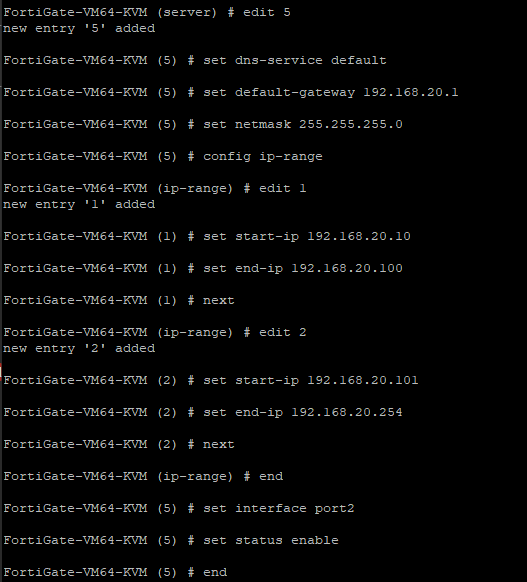 FortiGate-VM64-KVM (server) # edit 5
new entry '5' added
FortiGate-VM64-KVM (5) # set dns-service default
FortiGate-VM64-KVM (5) # set default-gateway 192.168.20.1
FortiGate-VM64-KVM (5) # set netmask 255.255.255.0
FortiGate-VM64-KVM (5) # config ip-range
FortiGate-VM64-KVM (ip-range) # edit 1
new entry '1' added
FortiGate-VM64-KVM (1) # set start-ip 192.168.20.10
FortiGate-VM64-KVM (1) # set end-ip 192.168.20.100
FortiGate-VM64-KVM (1) # next
FortiGate-VM64-KVM (ip-range) # edit 2
new entry '2' added
FortiGate-VM64-KVM (2) # set start-ip 192.168.20.101
FortiGate-VM64-KVM (2) # set end-ip 192.168.20.254
FortiGate-VM64-KVM (2) # next
FortiGate-VM64-KVM (ip-range) # end
FortiGate-VM64-KVM (5) # set interface port2
FortiGate-VM64-KVM (5) # set status enable
FortiGate-VM64-KVM (5) # end